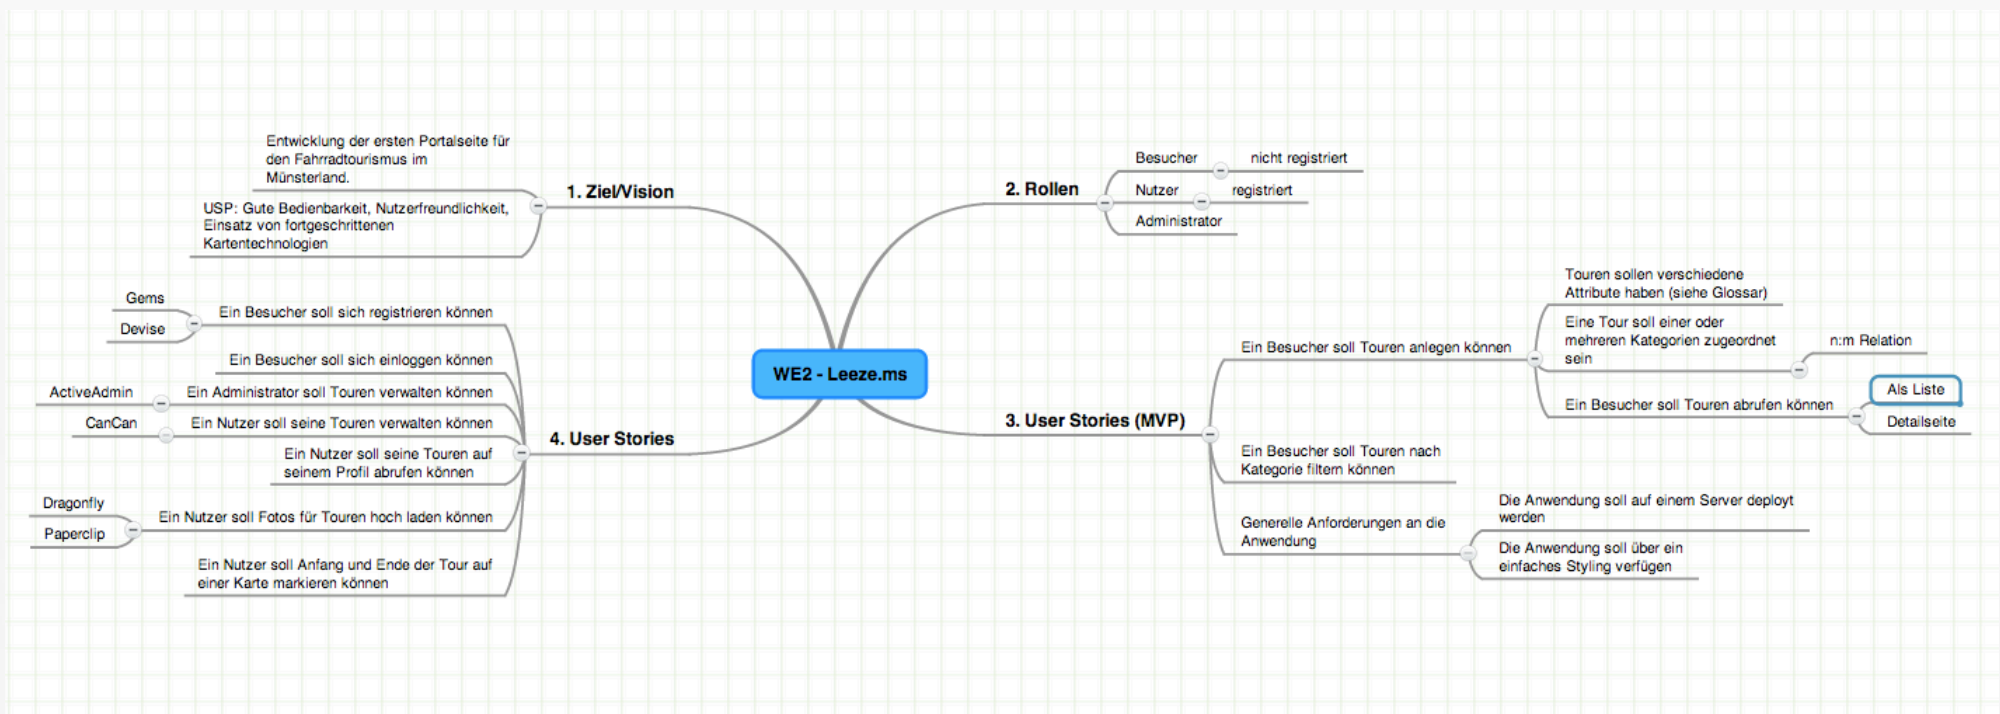 WE2 - Leeze.ms
1. Ziel/Vision
Entwicklung der ersten Portalseite für
den Fahrradtourismus im
Münsterland.
USP: Gute Bedienbarkeit, Nutzerfreundlichkeit,
Einsatz von fortgeschrittenen
Kartentechnologien
2. Rollen
Besucher
nicht registriert
Nutzer
registriert
Administrator
3. User Stories (MVP)
Ein Besucher soll Touren anlegen können
Touren sollen verschiedene
Attribute haben (siehe Glossar)
Eine Tour soll einer oder
mehreren Kategorien zugeordnet
sein
n:m Relation
Ein Besucher soll Touren abrufen können
Als Liste
Detailseite
Ein Besucher soll Touren nach
Kategorie filtern können
Generelle Anforderungen an die
Anwendung
Die Anwendung soll auf einem Server deployt
werden
Die Anwendung soll über ein
einfaches Styling verfügen
4. User Stories
Ein Besucher soll sich registrieren können
Gems
Devise
Ein Besucher soll sich einloggen können
Ein Administrator soll Touren verwalten können
ActiveAdmin
Ein Nutzer soll seine Touren verwalten können
CanCan
Ein Nutzer soll seine Touren auf
seinem Profil abrufen können
Ein Nutzer soll Fotos für Touren hoch laden können
Dragonfly
Paperclip
Ein Nutzer soll Anfang und Ende der Tour auf
einer Karte markieren können